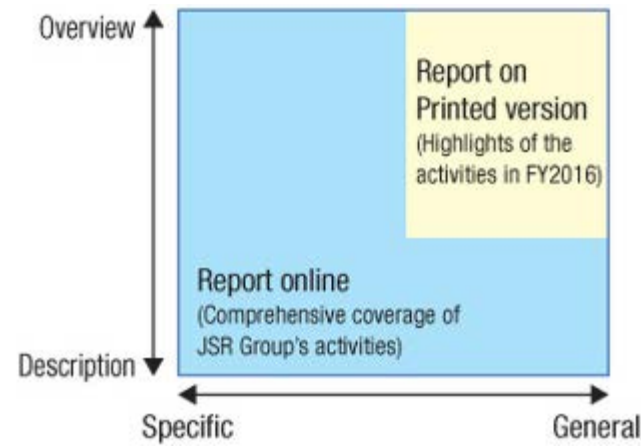 Overview
Report on
Printed version
(Highlights of the
activities in FY2016)
Report online
(Comprehensive coverage of
JSR Group's activities)
Description
Specific
General